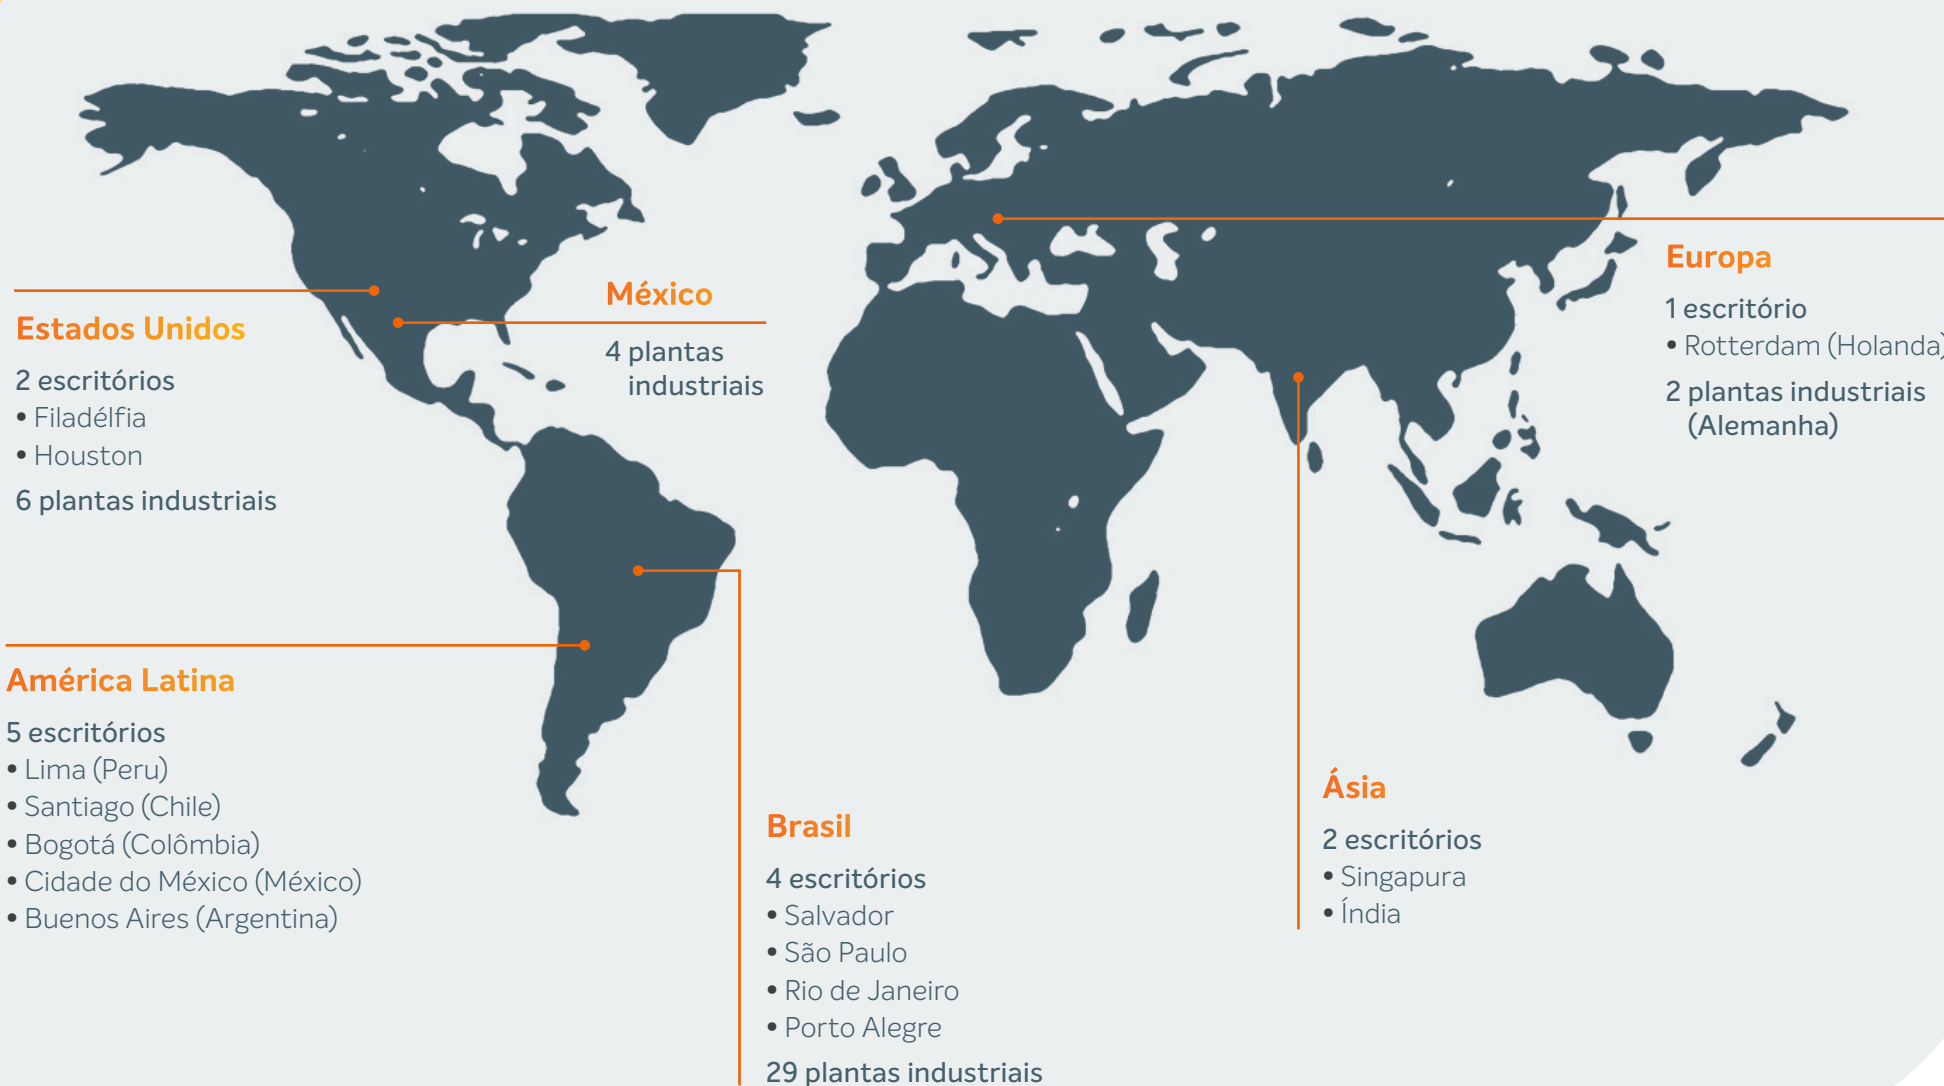 Estados Unidos
2 escritórios
• Filadélfia
• Houston
6 plantas industriais
México
4 plantas
industriais
Europa
1 escritório
• Rotterdam (Holanda)
2 plantas industriais
(Alemanha)
América Latina
5 escritórios
• Lima (Peru)
• Santiago (Chile)
• Bogotá (Colômbia)
• Cidade do México (México)
• Buenos Aires (Argentina)
Brasil
4 escritórios
• Salvador
• São Paulo
• Rio de Janeiro
• Porto Alegre
29 plantas industriais
Ásia
2 escritórios
• Singapura
• Índia